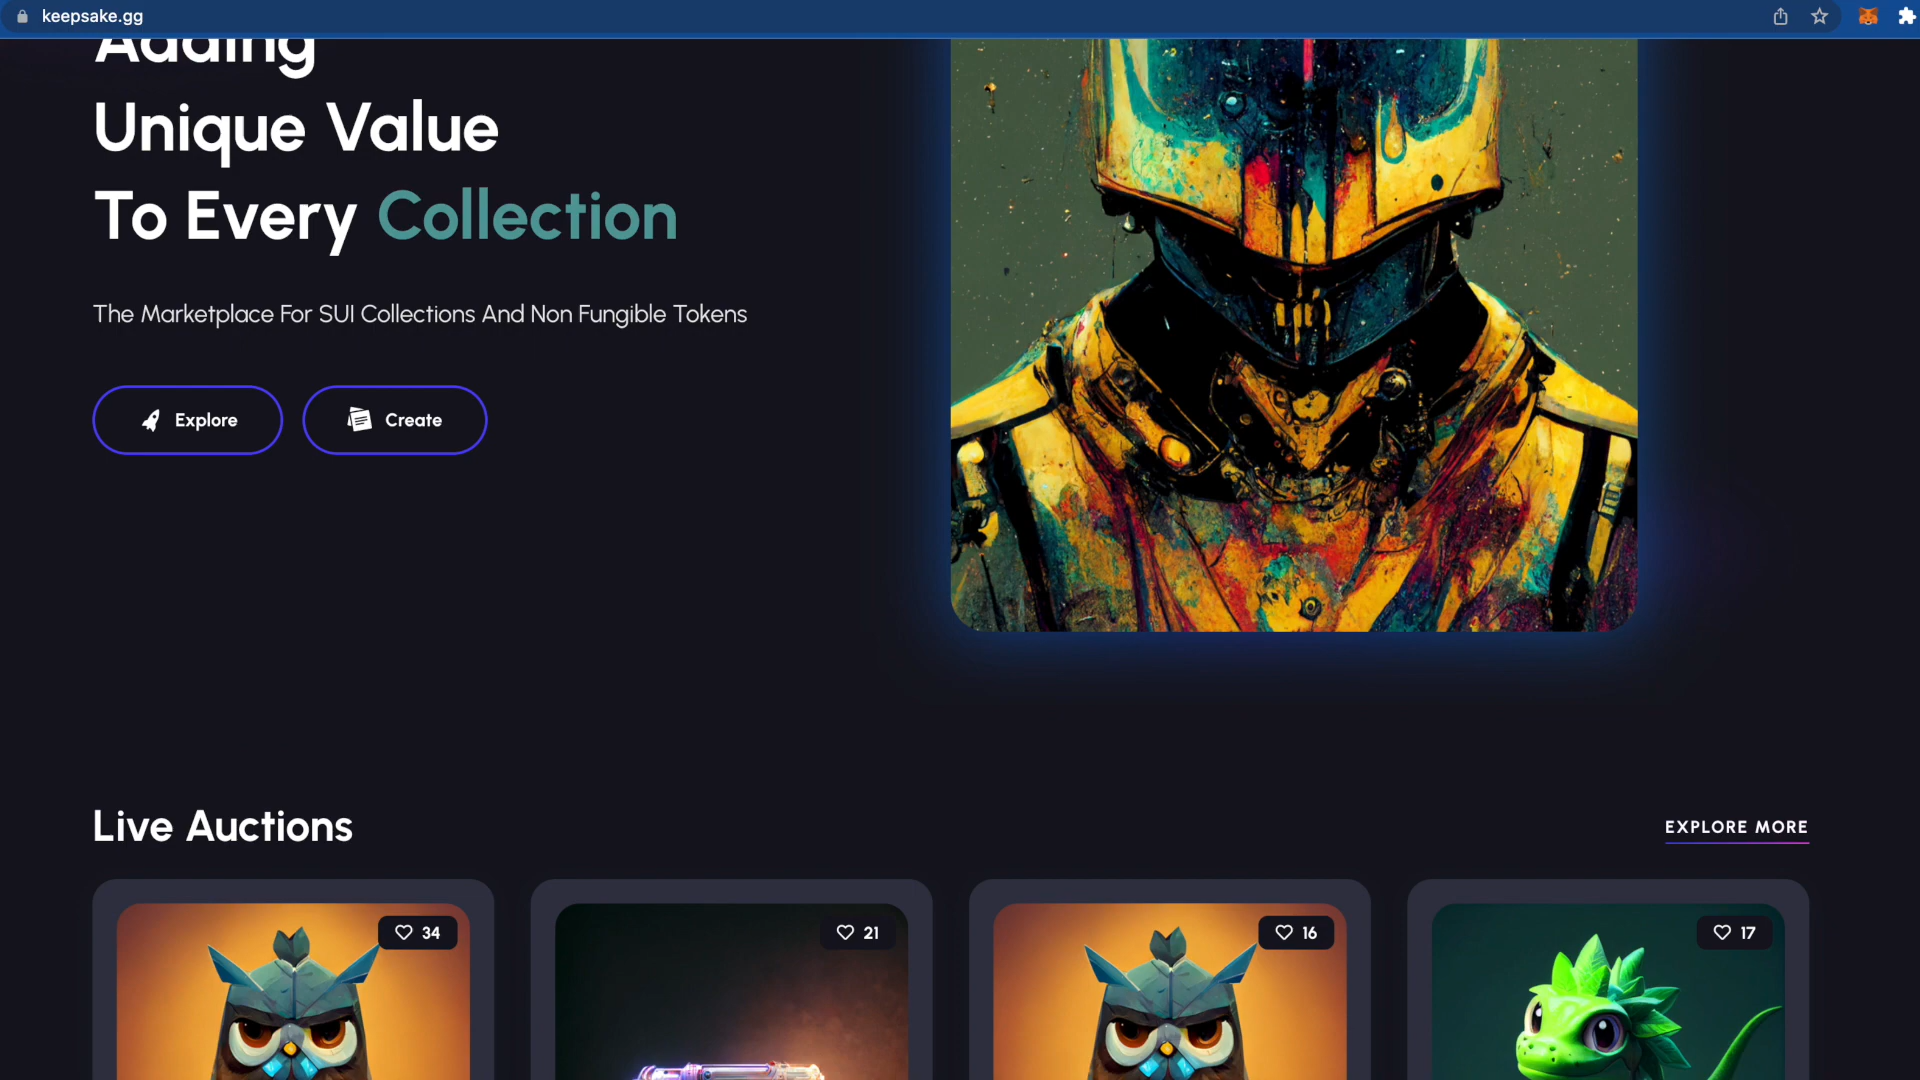 keepsake.gg
Adding
Unique Value
To Every Collection
The Marketplace For SUI Collections And Non Fungible Tokens
Explore
Create
Live Auctions
EXPLORE MORE
34
21
16
17